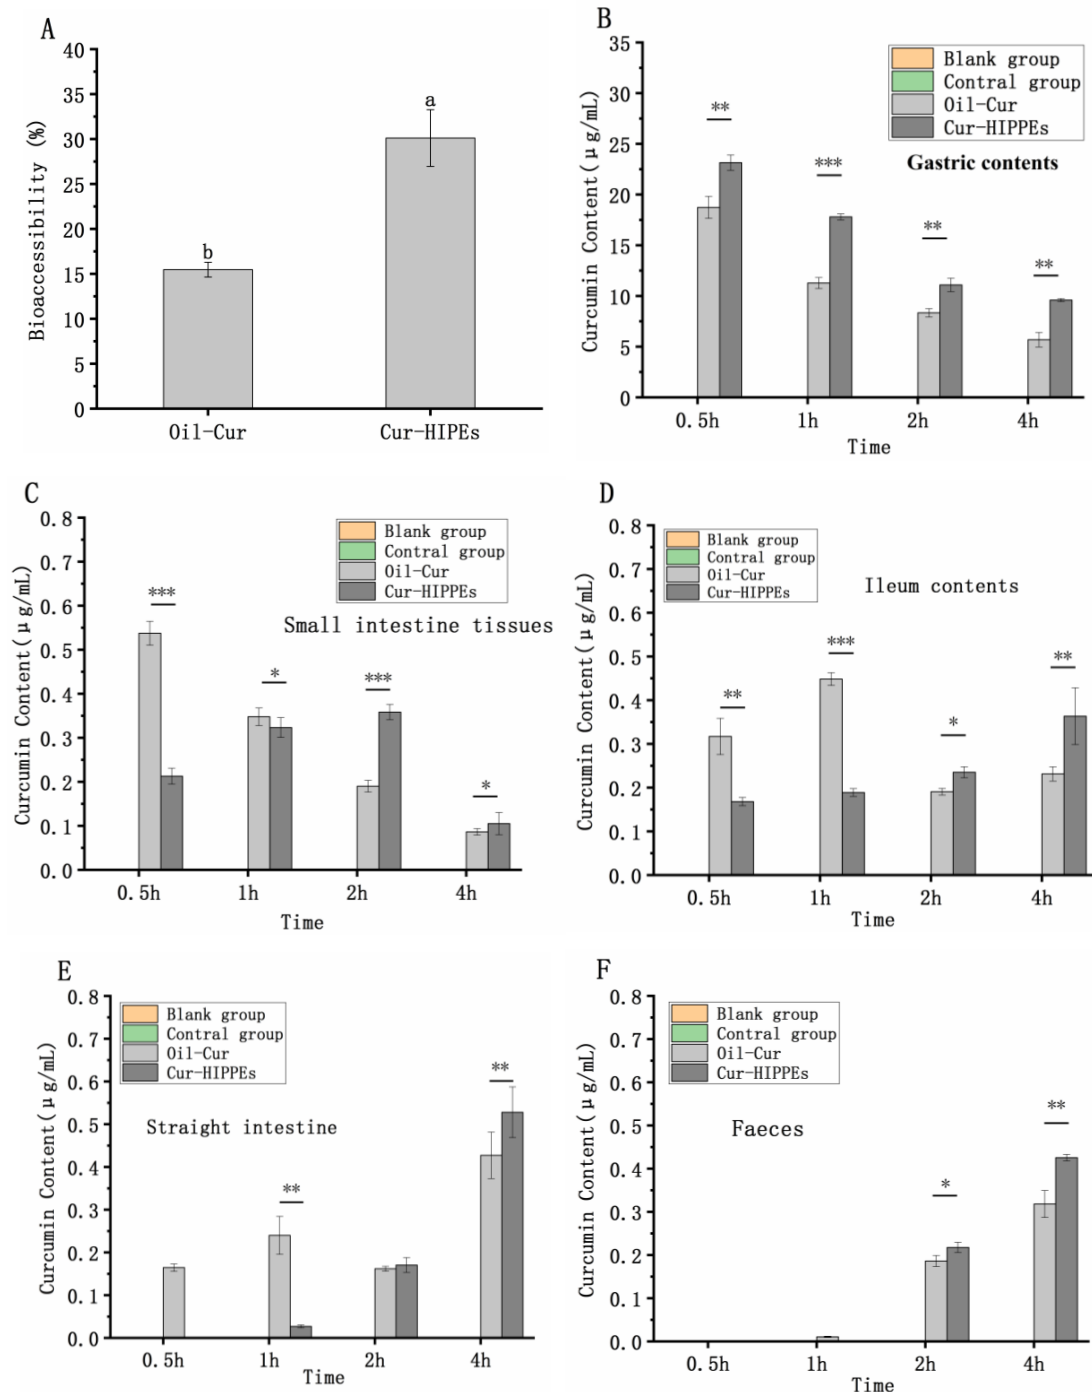 A
Bioaccessibility (%)
40
35
30
25
20
15
10
5
0
a
b
Oil-Cur
Cur-HIPEs
B
Curcumin Content(μg/mL)
35
30
25
20
15
10
5
0
Blank group
Contral group
Oil-Cur
Cur-HIPPEs
Gastric contents
**
***
**
**
0.5h 1h 2h 4h
Time
C
Curcumin Content(μg/mL)
0.8
0.7
0.6
0.5
0.4
0.3
0.2
0.1
0.0
Blank group
Contral group
Oil-Cur
Cur-HIPPEs
Small intestine tissues
***
*
***
*
0.5h 1h 2h 4h
Time
D
Curcumin Content(μg/mL)
0.8
0.7
0.6
0.5
0.4
0.3
0.2
0.1
0.0
Blank group
Contral group
Oil-Cur
Cur-HIPPEs
Ileum contents
**
***
*
**
0.5h 1h 2h 4h
Time
E
Curcumin Content(μg/mL)
0.8
0.7
0.6
0.5
0.4
0.3
0.2
0.1
0.0
Blank group
Contral group
Oil-Cur
Cur-HIPPEs
Straight intestine
**
**
0.5h 1h 2h 4h
Time
F
Curcumin Content(μg/mL)
0.8
0.7
0.6
0.5
0.4
0.3
0.2
0.1
0.0
Blank group
Contral group
Oil-Cur
Cur-HIPPEs
Faeces
*
**
0.5h 1h 2h 4h
Time